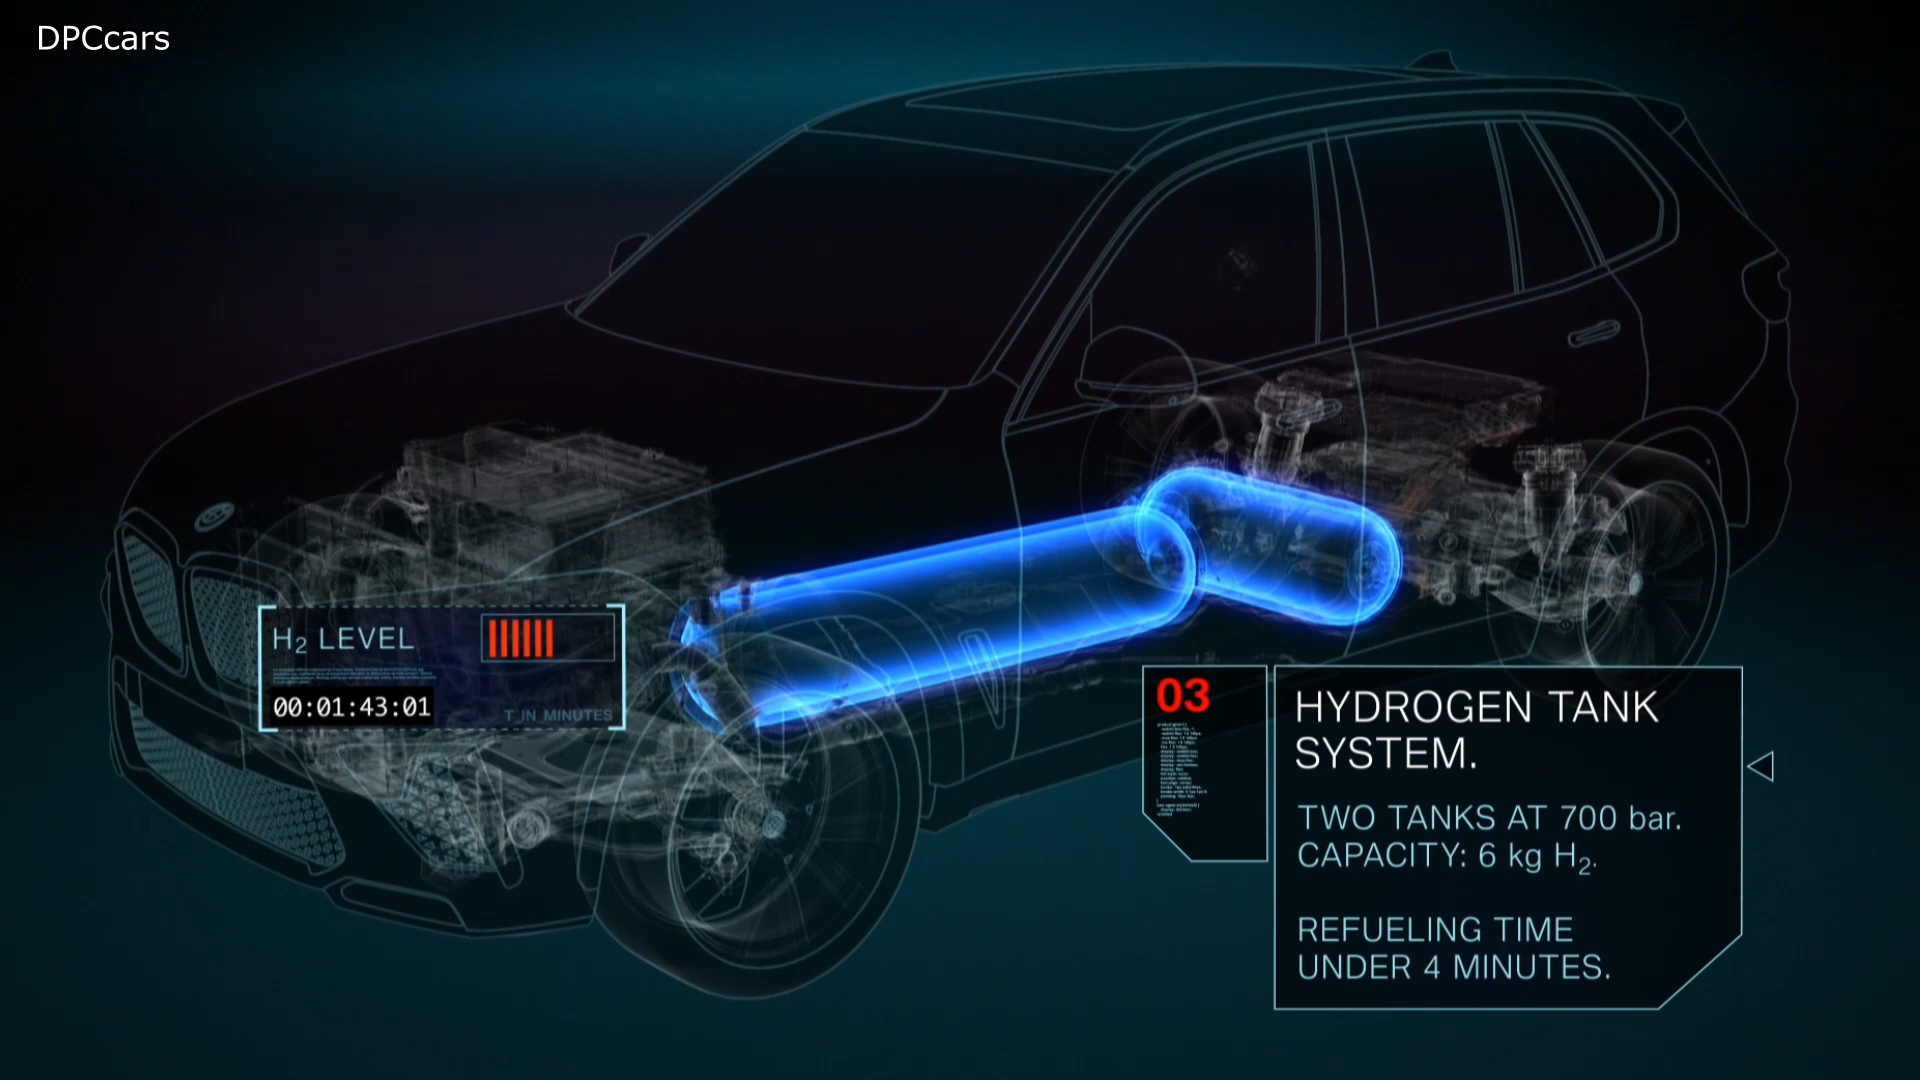 DPCcars
H₂ LEVEL
00:01:43:01
T_IN_MINUTES
03
HYDROGEN TANK
SYSTEM.
TWO TANKS AT 700 bar.
CAPACITY: 6 kg H₂.
REFUELING TIME
UNDER 4 MINUTES.